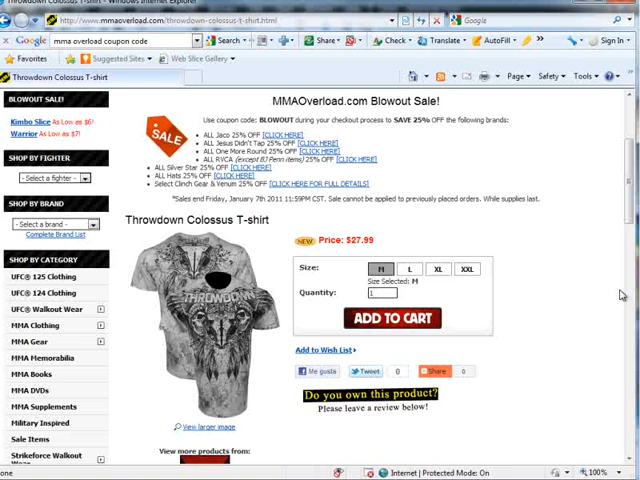 Throwdown Colossus T-shirt - Windows Internet Explorer
http://www.mmaoverload.com/throwdown-colossus-t-shirt.html
Google
Google
mma overload coupon code
Search
Share
Check
Translate
AutoFill
Sign In
Favorites
Suggested Sites
Web Slice Gallery
Throwdown Colossus T-shirt
Page
Safety
Tools
BLOWOUT SALE!
Kimbo Slice As Low as $6!
Warrior As Low as $7!
SHOP BY FIGHTER
- Select a fighter -
SHOP BY BRAND
- Select a brand -
Complete Brand List
SHOP BY CATEGORY
UFC® 125 Clothing
UFC® 124 Clothing
UFC® Walkout Wear
MMA Clothing
MMA Gear
MMA Memorabilia
MMA Books
MMA DVDs
MMA Supplements
Military Inspired
Sale Items
Strikeforce Walkout
Wear
MMAOverload.com Blowout Sale!
Use coupon code: BLOWOUT during your checkout process to SAVE 25% OFF the following brands:
SALE
ALL Jaco 25% OFF [CLICK HERE]
ALL Jesus Didn't Tap 25% OFF [CLICK HERE]
ALL One More Round 25% OFF [CLICK HERE]
ALL RVCA (except BJ Penn items) 25% OFF [CLICK HERE]
ALL Silver Star 25% OFF [CLICK HERE]
ALL Hats 25% OFF [CLICK HERE]
Select Clinch Gear & Venum 25% OFF [CLICK HERE FOR FULL DETAILS]
*Sales end Friday, January 7th 2011 11:59PM CST. Sale cannot be applied to previously placed orders. While supplies last.
Throwdown Colossus T-shirt
THROWDOWN
View larger image
View more products from:
NEW Price: $27.99
Size: M L XL XXL
Size Selected: M
Quantity: 1
ADD TO CART
Add to Wish List
Me gusta
Tweet 0
Share 0
Do you own this product?
Please leave a review below!
one
Internet | Protected Mode: On
100%